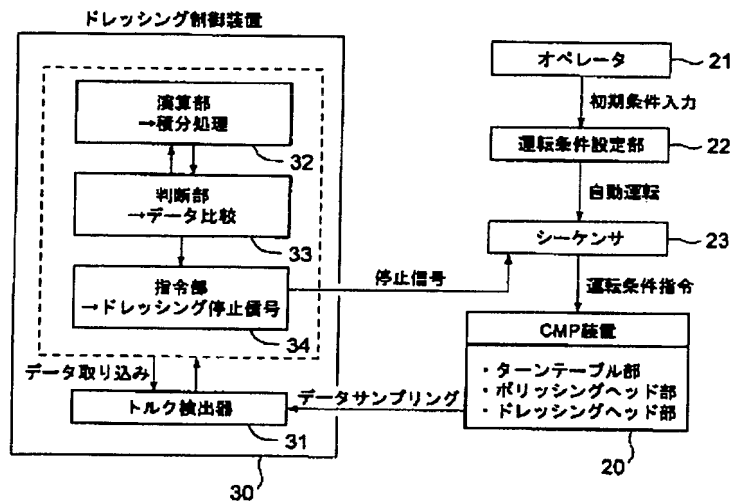 ドレッシング制御装置
演算部
→積分処理
32
判断部
→データ比較
33
指令部
→ドレッシング停止信号
34
データ取り込み
トルク検出器
31
30
停止信号
データサンプリング
オペレータ
21
初期条件入力
運転条件設定部
22
自動運転
シーケンサ
23
運転条件指令
CMP装置
・ターンテーブル部
・ポリッシングヘッド部
・ドレッシングヘッド部
20